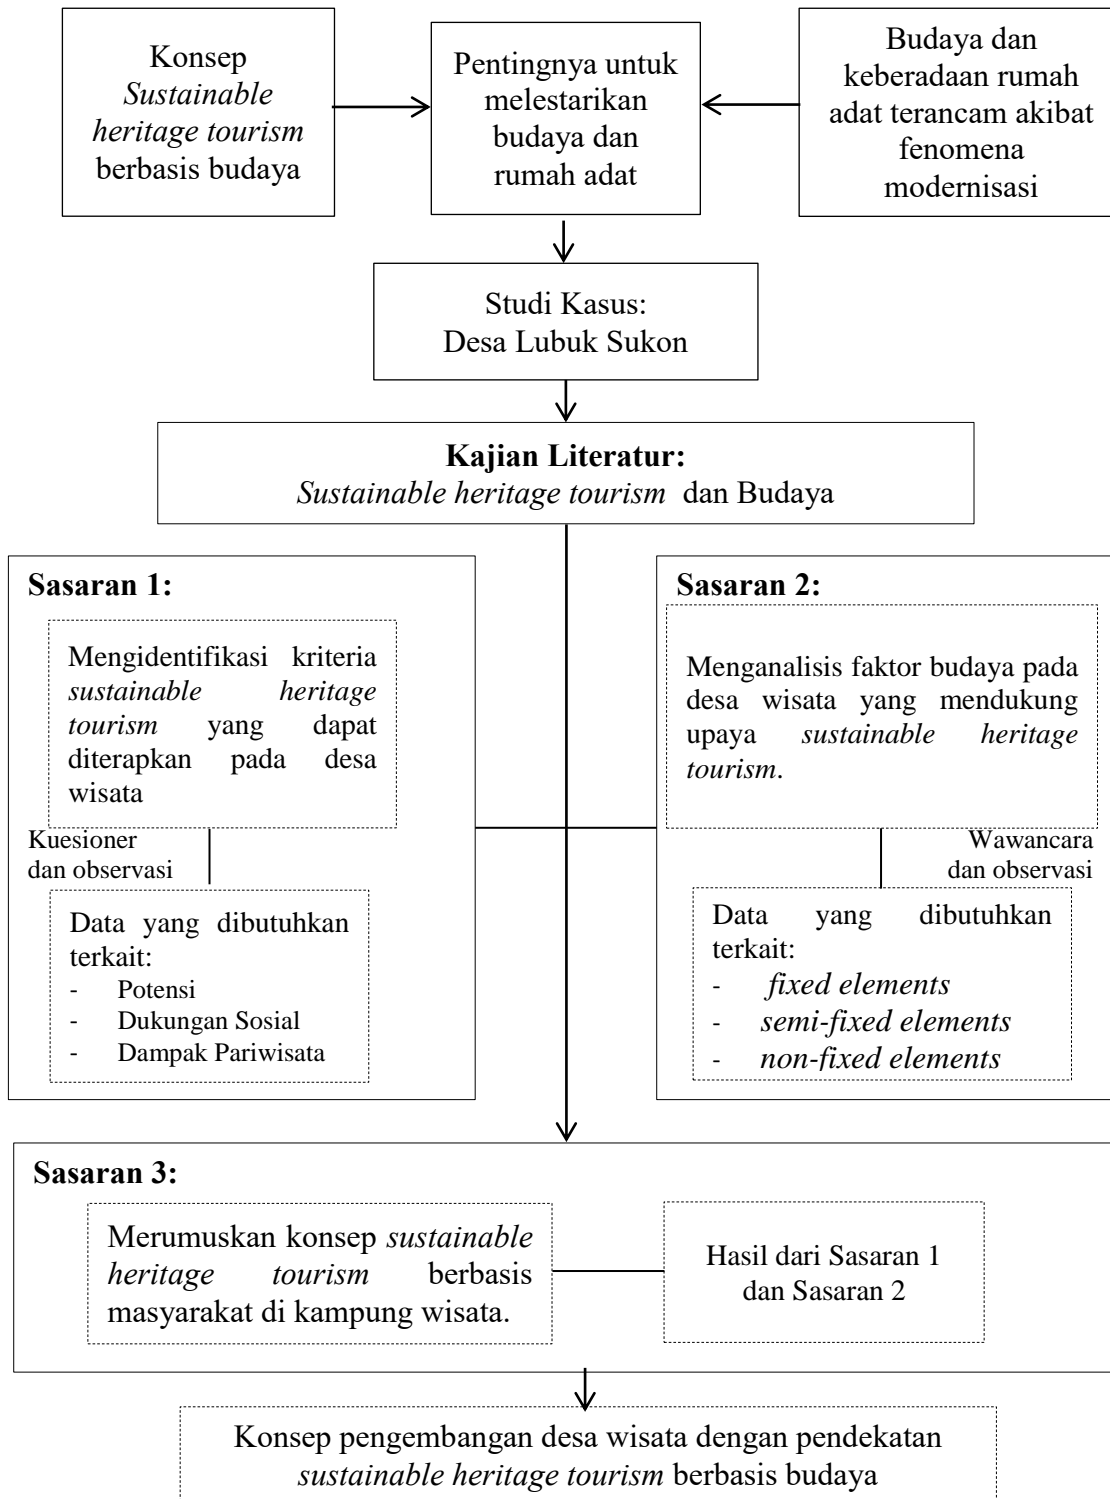 Konsep
Sustainable
heritage tourism
berbasis budaya
Pentingnya untuk
melestarikan
budaya dan
rumah adat
Budaya dan
keberadaan rumah
adat terancam akibat
fenomena
modernisasi
Studi Kasus:
Desa Lubuk Sukon
Kajian Literatur:
Sustainable heritage tourism dan Budaya
Sasaran 1:
Mengidentifikasi kriteria
sustainable heritage
tourism yang dapat
diterapkan pada desa
wisata
Kuesioner
dan observasi
Data yang dibutuhkan
terkait:
- Potensi
- Dukungan Sosial
- Dampak Pariwisata
Sasaran 2:
Menganalisis faktor budaya pada
desa wisata yang mendukung
upaya sustainable heritage
tourism.
Wawancara
dan observasi
Data yang dibutuhkan
terkait:
- fixed elements
- semi-fixed elements
- non-fixed elements
Sasaran 3:
Merumuskan konsep sustainable
heritage tourism berbasis
masyarakat di kampung wisata.
Hasil dari Sasaran 1
dan Sasaran 2
Konsep pengembangan desa wisata dengan pendekatan
sustainable heritage tourism berbasis budaya